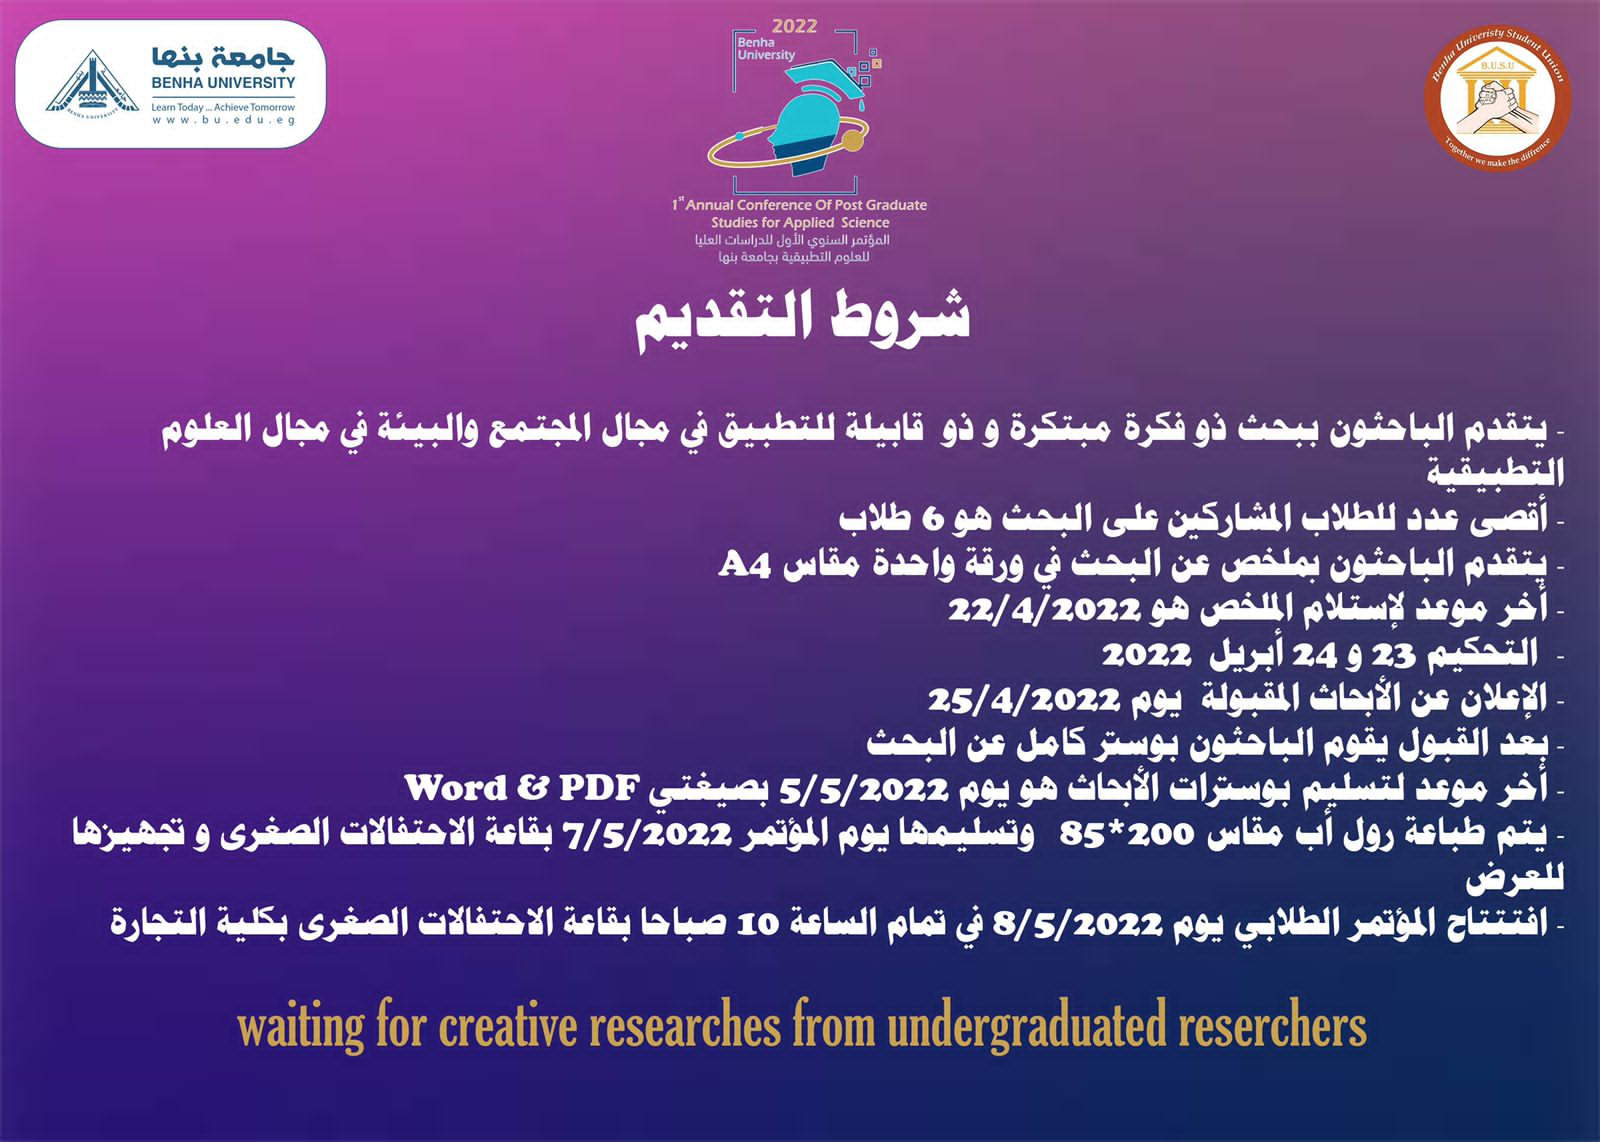 جامعة بنها
BENHA UNIVERSITY
Learn Today ... Achieve Tomorrow
www.bu.edu.eg
BENHA UNIVERSITY
2022
Benha
University
1st Annual Conference Of Post Graduate
Studies for Applied Science
المؤتمر السنوي الأول للدراسات العليا
للعلوم التطبيقية بجامعة بنها
Benha Univeristy Student Union
B.U.S.U
Together we make the diffrence
شروط التقديم
- يتقدم الباحثون ببحث ذو فكرة مبتكرة و ذو قابيلة للتطبيق في مجال المجتمع والبيئة في مجال العلوم
التطبيقية
- أقصى عدد للطلاب المشاركين على البحث هو 6 طلاب
- يتقدم الباحثون بملخص عن البحث في ورقة واحدة مقاس A4
- أخر موعد لإستلام الملخص هو 22/4/2022
- التحكيم 23 و 24 أبريل 2022
- الإعلان عن الأبحاث المقبولة يوم 25/4/2022
- بعد القبول يقوم الباحثون بوستر كامل عن البحث
- أخر موعد لتسليم بوسترات الأبحاث هو يوم 5/5/2022 بصيغتي Word & PDF
- يتم طباعة رول أب مقاس 200*85 وتسليمها يوم المؤتمر 7/5/2022 بقاعة الاحتفالات الصغرى و تجهيزها
للعرض
- افتتتاح المؤتمر الطلابي يوم 8/5/2022 في تمام الساعة 10 صباحا بقاعة الاحتفالات الصغرى بكلية التجارة
waiting for creative researches from undergraduated reserchers